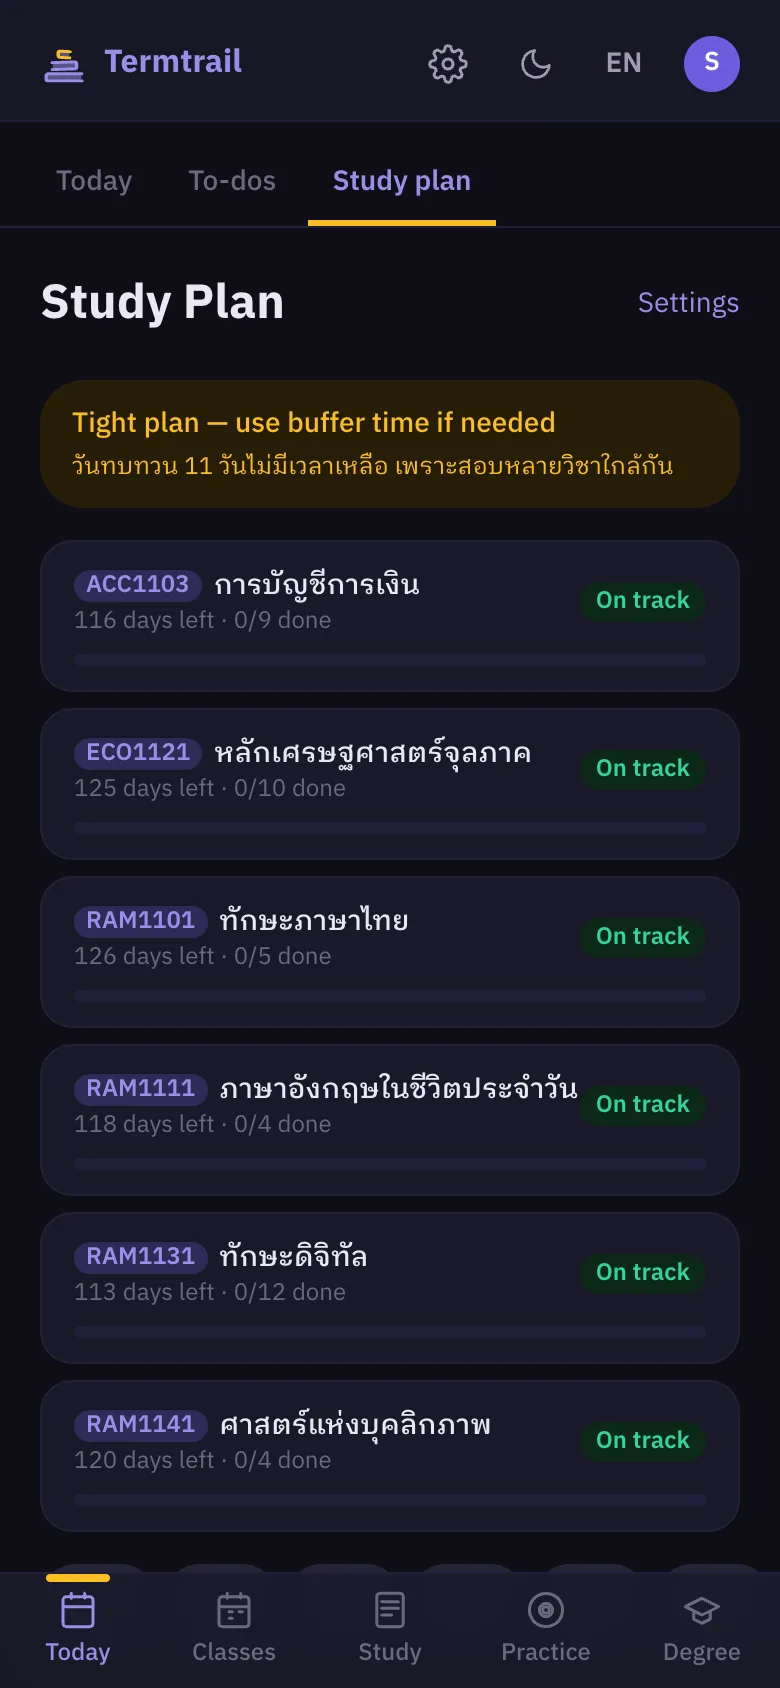 Termtrail
EN
S
Today
To-dos
Study plan
Study Plan
Settings
Tight plan — use buffer time if needed
วันทบทวน 11 วันไม่มีเวลาเหลือ เพราะสอบหลายวิชาใกล้กัน
ACC1103 การบัญชีการเงิน
116 days left · 0/9 done
On track
ECO1121 หลักเศรษฐศาสตร์จุลภาค
125 days left · 0/10 done
On track
RAM1101 ทักษะภาษาไทย
126 days left · 0/5 done
On track
RAM1111 ภาษาอังกฤษในชีวิตประจำวัน
118 days left · 0/4 done
On track
RAM1131 ทักษะดิจิทัล
113 days left · 0/12 done
On track
RAM1141 ศาสตร์แห่งบุคลิกภาพ
120 days left · 0/4 done
On track
Today
Classes
Study
Practice
Degree